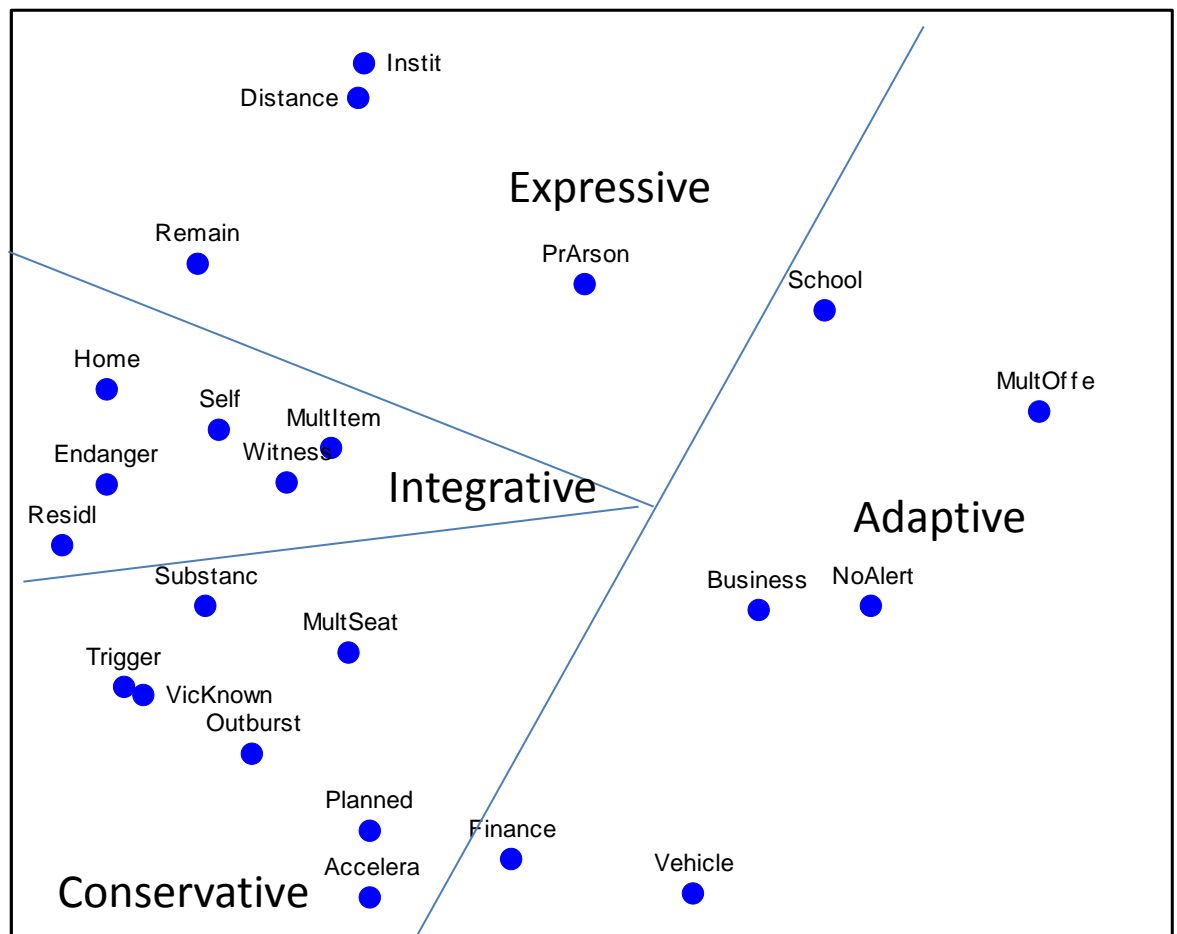 Instit
Distance
Expressive
Remain
PrArson
School
Home
MultOffe
Self
MultItem
Endanger
Witness
Integrative
Residl
Adaptive
Substanc
Business
NoAlert
MultSeat
Trigger
VicKnown
Outburst
Planned
Finance
Accelera
Vehicle
Conservative